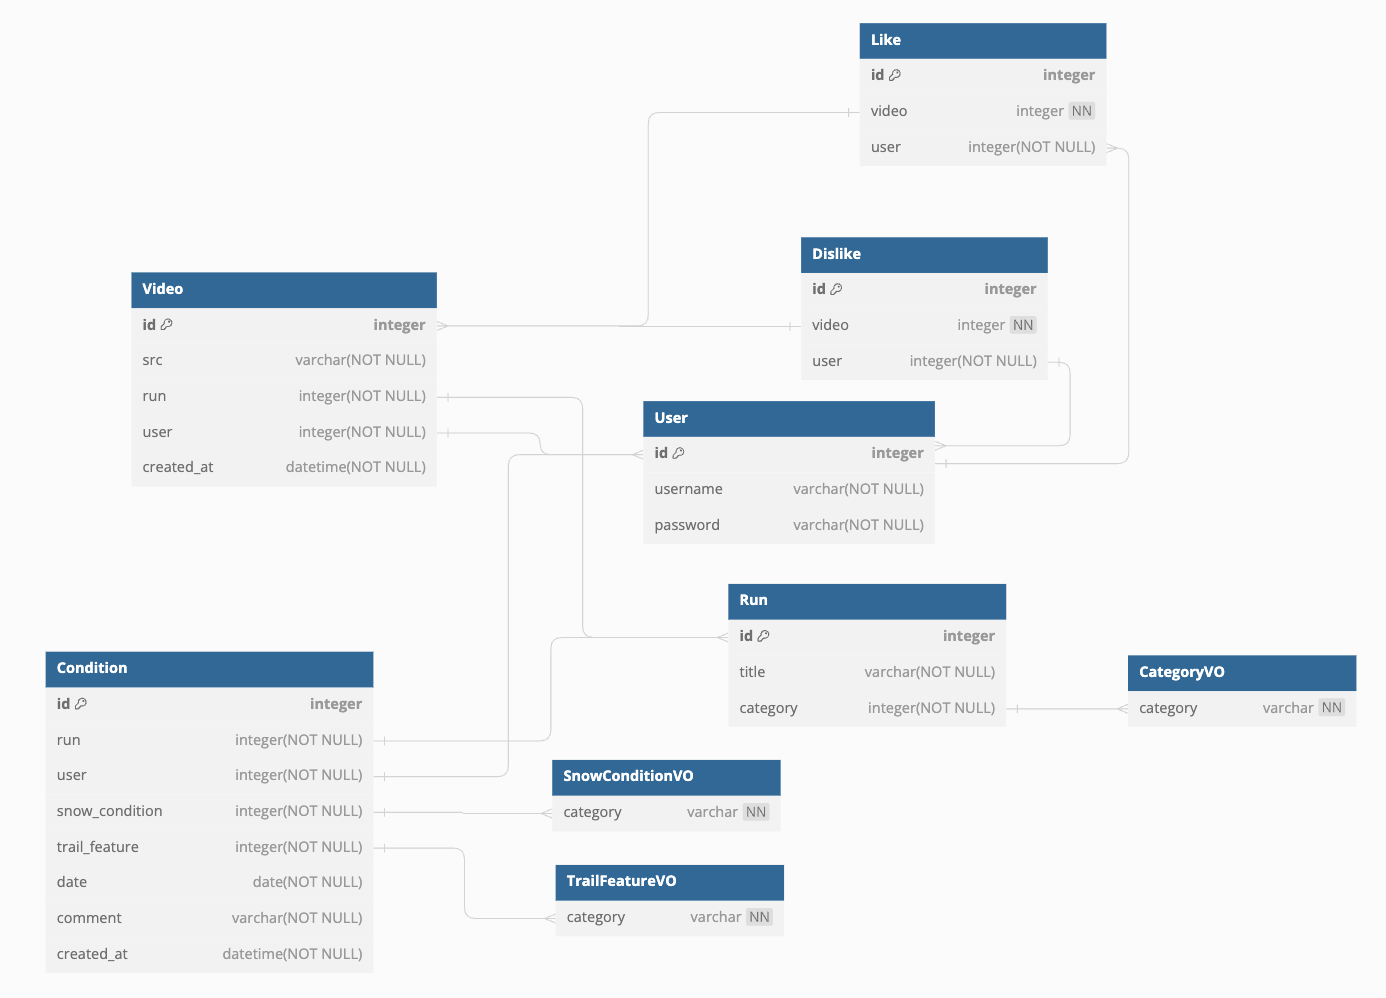 Like
id integer
video integer NN
user integer(NOT NULL)
Dislike
id integer
video integer NN
user integer(NOT NULL)
Video
id integer
src varchar(NOT NULL)
run integer(NOT NULL)
user integer(NOT NULL)
created_at datetime(NOT NULL)
User
id integer
username varchar(NOT NULL)
password varchar(NOT NULL)
Run
id integer
title varchar(NOT NULL)
category integer(NOT NULL)
CategoryVO
category varchar NN
Condition
id integer
run integer(NOT NULL)
user integer(NOT NULL)
snow_condition integer(NOT NULL)
trail_feature integer(NOT NULL)
date date(NOT NULL)
comment varchar(NOT NULL)
created_at datetime(NOT NULL)
SnowConditionVO
category varchar NN
TrailFeatureVO
category varchar NN